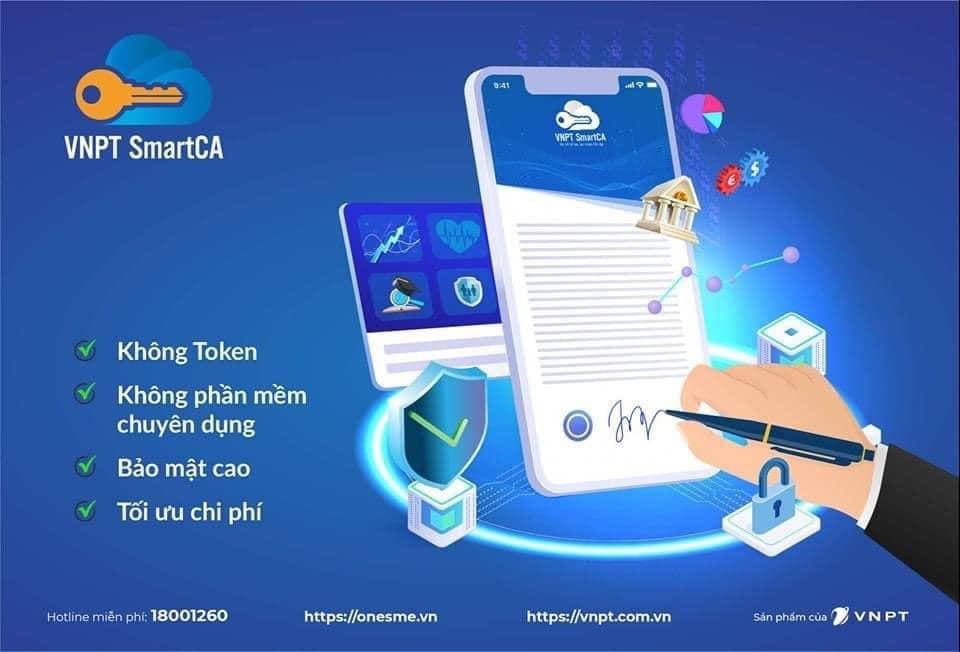 VNPT SmartCA
9:41
VNPT SmartCA
Không Token
Không phần mềm
chuyên dụng
Bảo mật cao
Tối ưu chi phí
Hotline miễn phí: 18001260
https://onesme.vn
https://vnpt.com.vn
Sản phẩm của VNPT